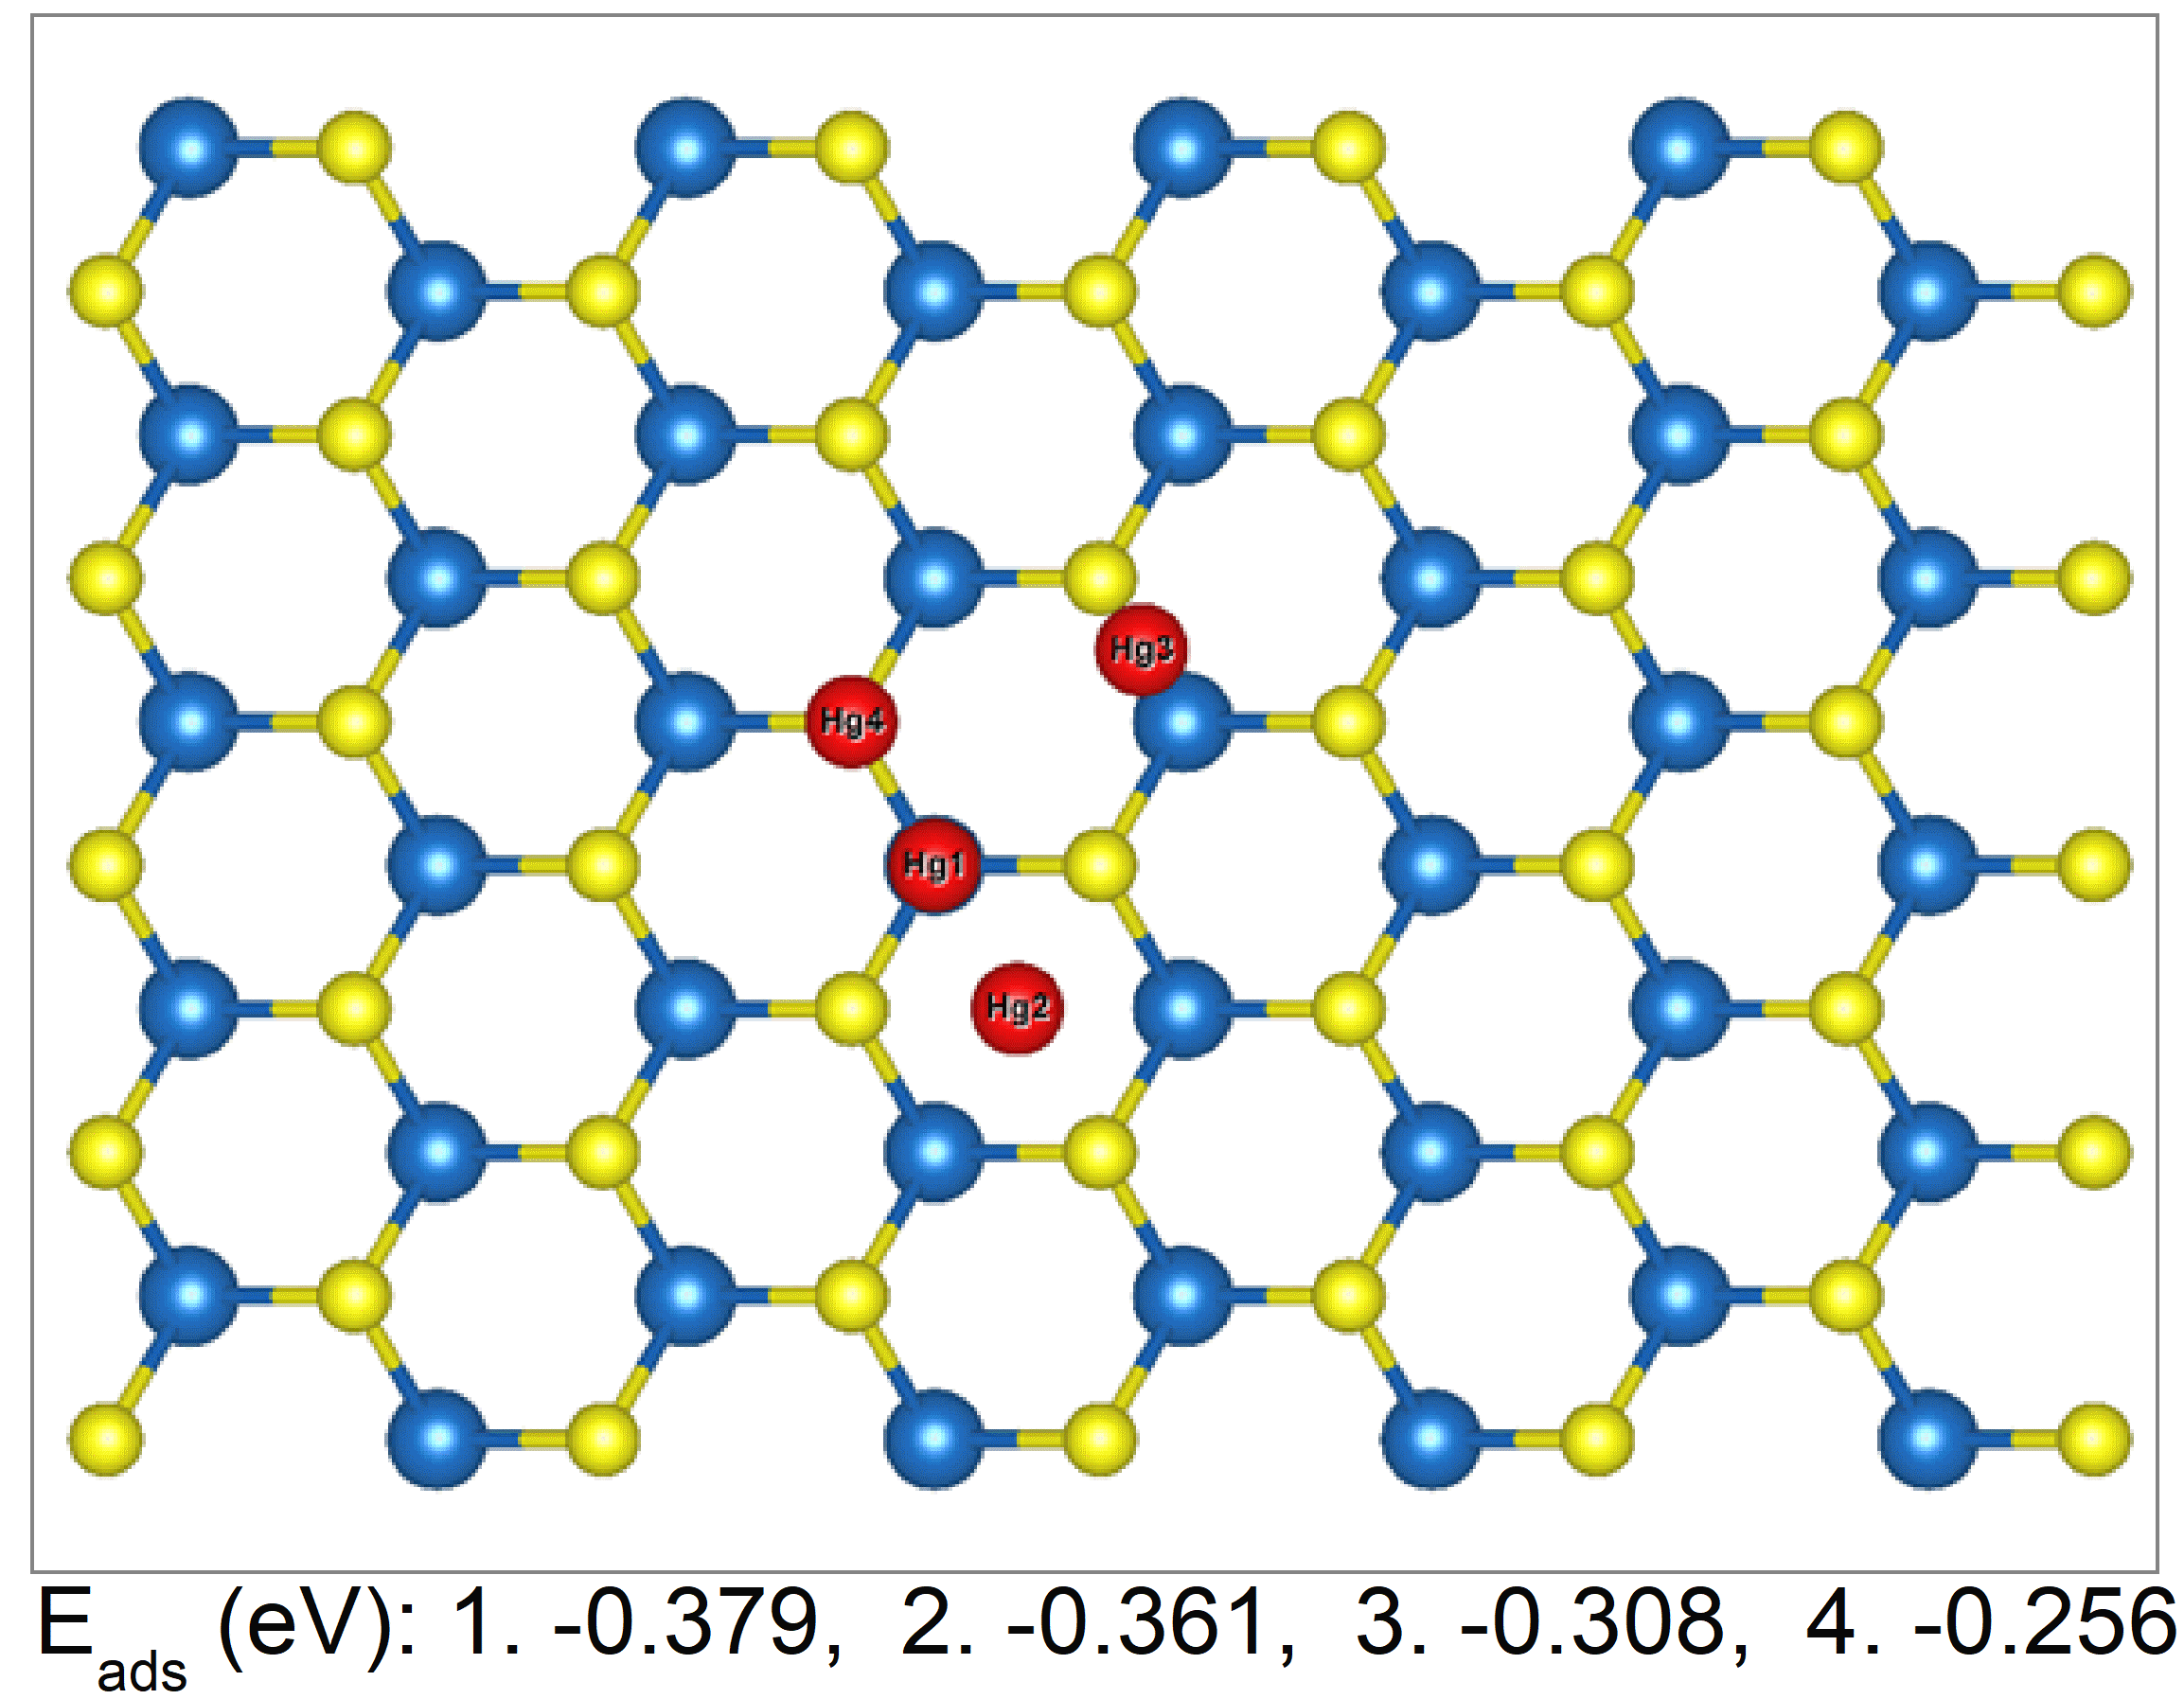 Hg3
Hg4
Hg1
Hg2
Eads (eV): 1. -0.379, 2. -0.361, 3. -0.308, 4. -0.256